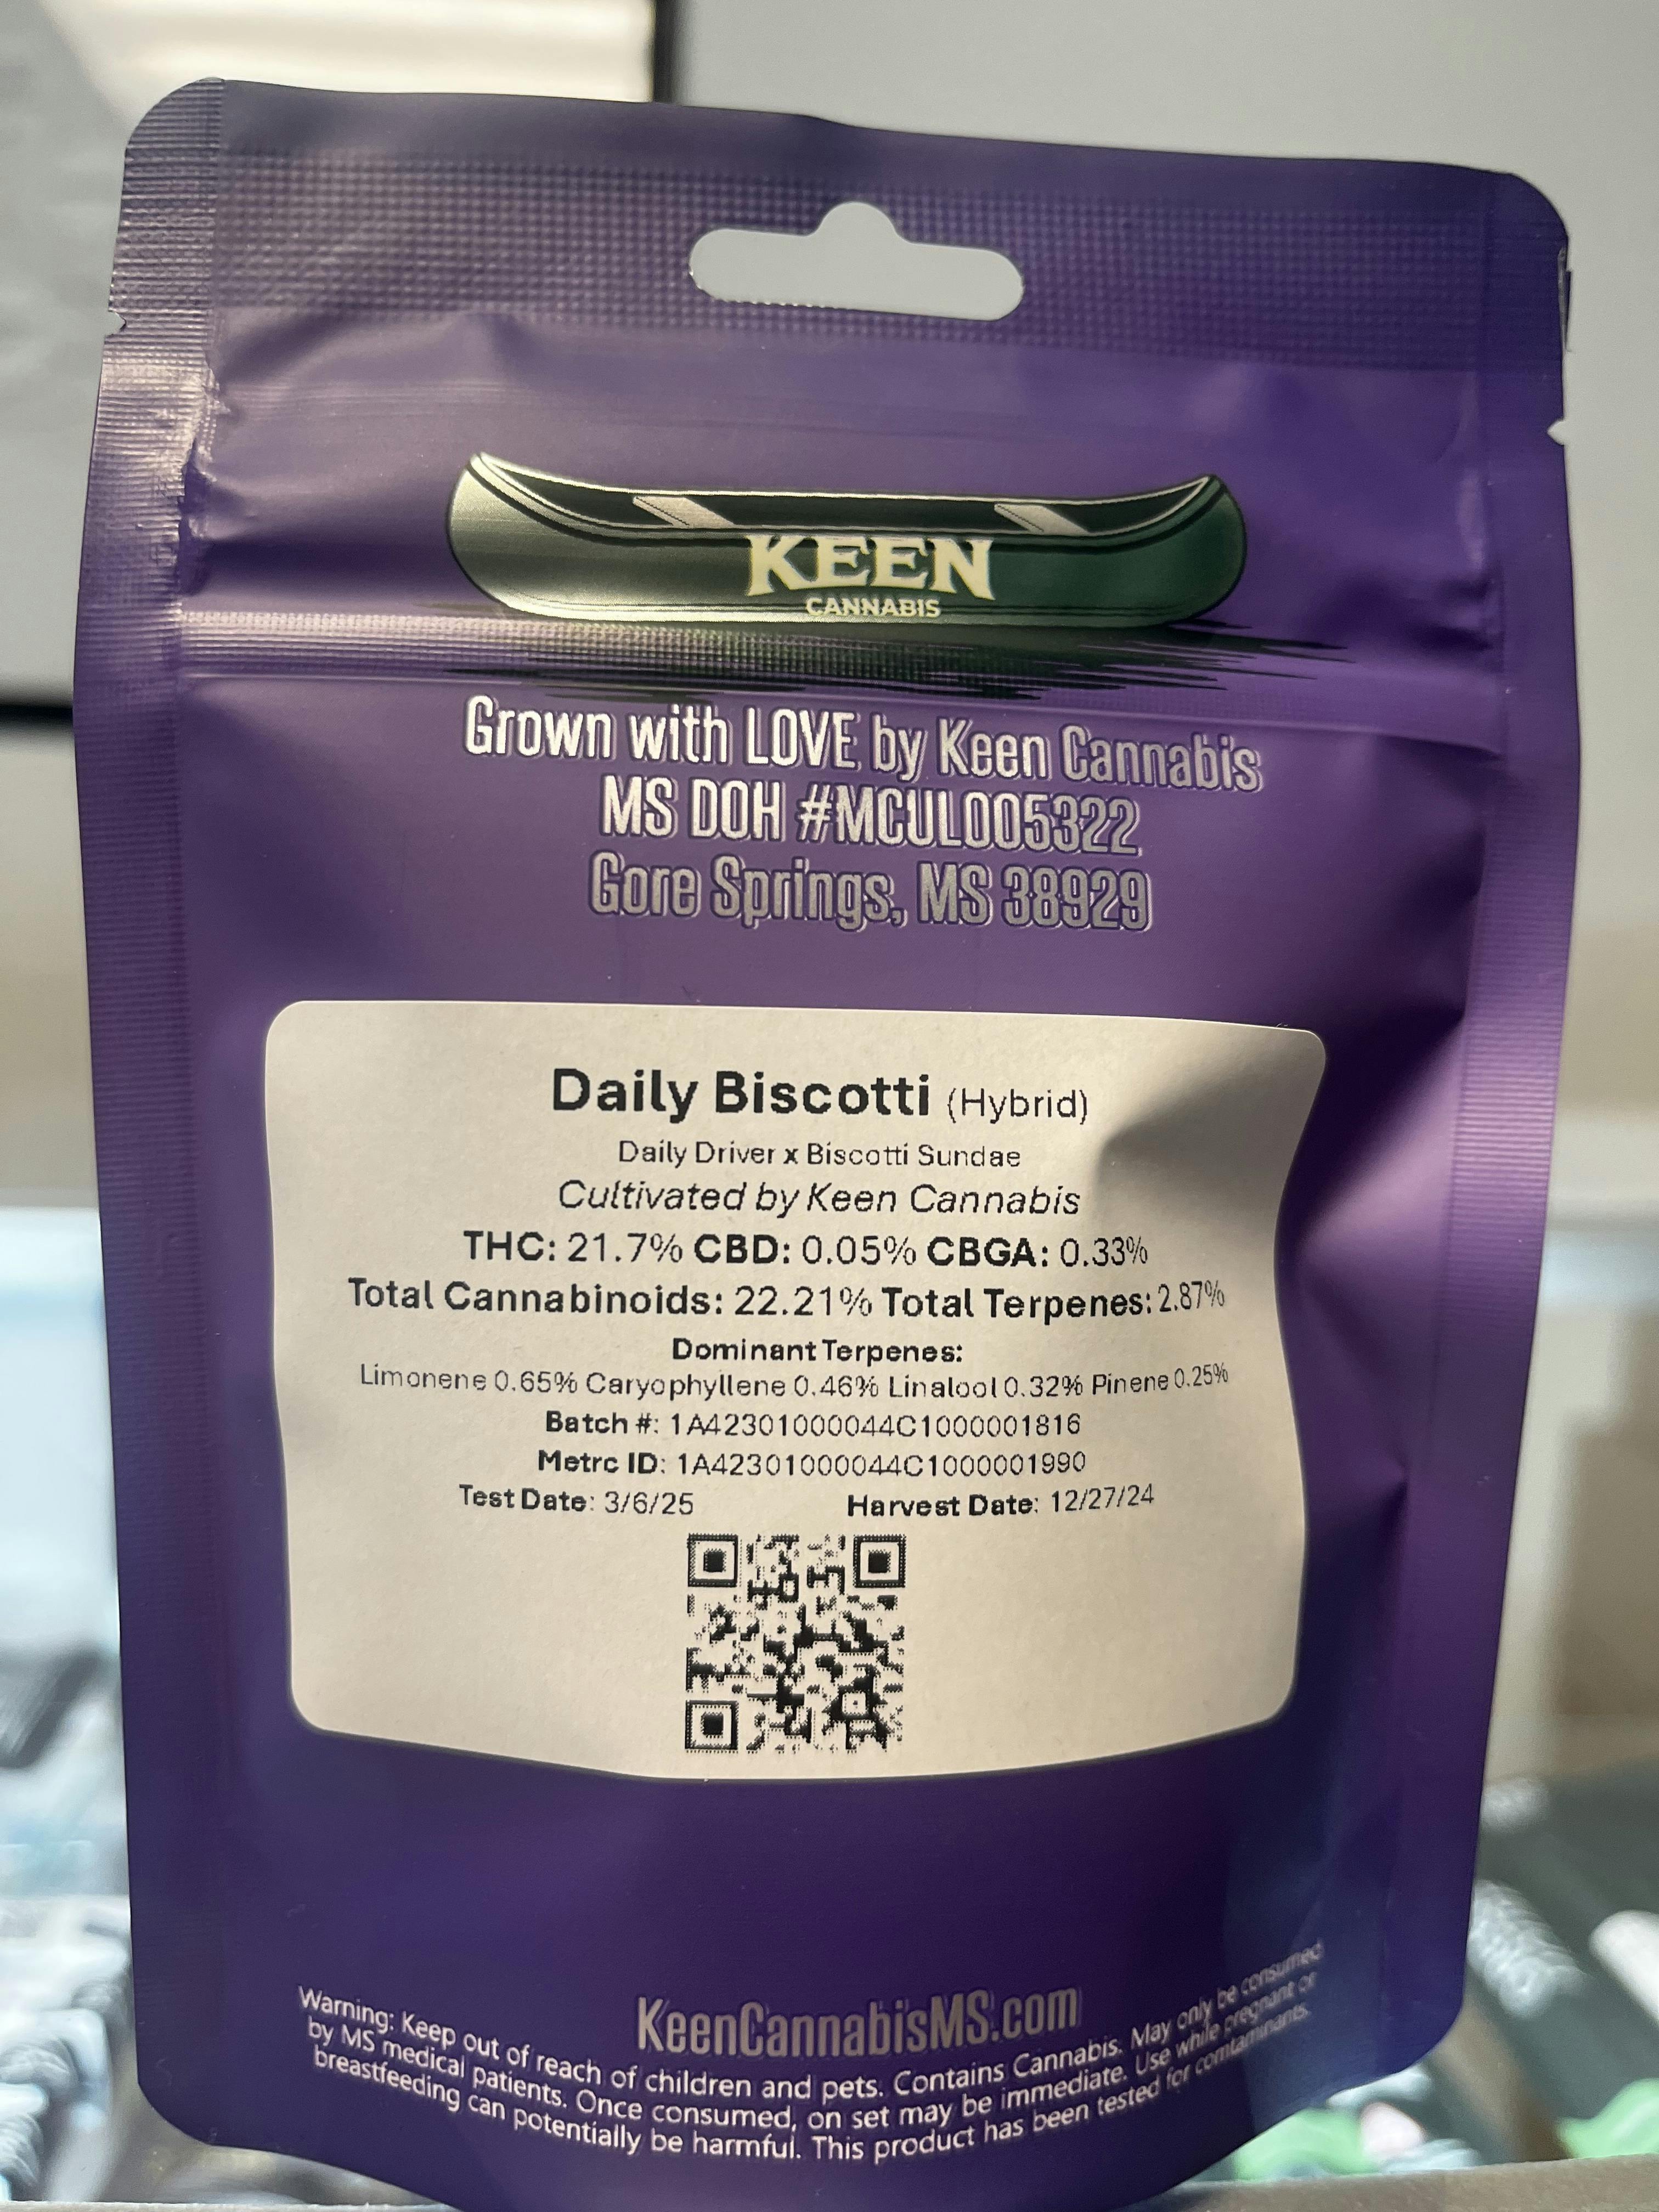 KEEN
CANNABIS
Grown with LOVE by Keen Cannabis
MS DOH #MCUL005322
Gore Springs, MS 38929
Daily Biscotti (Hybrid)
Daily Driver x Biscotti Sundae
Cultivated by Keen Cannabis
THC: 21.7% CBD: 0.05% CBGA: 0.33%
Total Cannabinoids: 22.21% Total Terpenes: 2.87%
Dominant Terpenes:
Limonene 0.65% Caryophyllene 0.46% Linalool 0.32% Pinene 0.25%
Batch #: 1A42301000044C1000001816
Metrc ID: 1A42301000044C1000001990
Test Date: 3/6/25 Harvest Date: 12/27/24
KeenCannabisMS.com
Warning: Keep out of reach of children and pets. Contains Cannabis. May only be consumed
by MS medical patients. Once consumed, on set may be immediate. Use while pregnant or
breastfeeding can potentially be harmful. This product has been tested for contaminants.